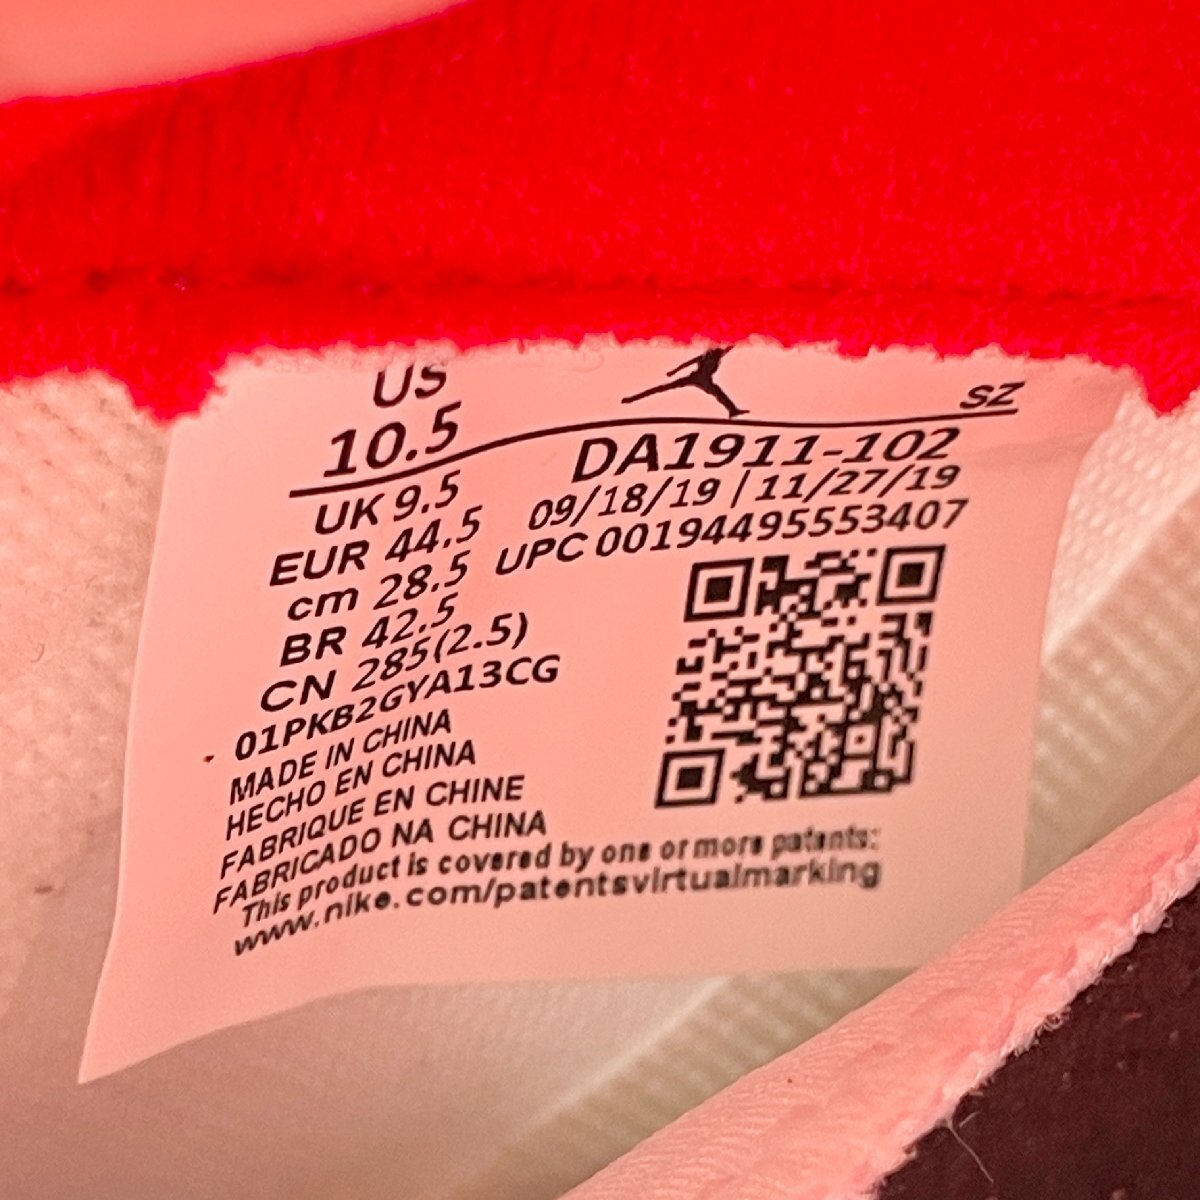 US
10.5
SZ
DA1911-102
09/18/19 | 11/27/19
UPC 00194495553407
UK 9.5
EUR 44.5
cm 28.5
BR 42.5
CN 285(2.5)
01PKB2GYA13CG
MADE IN CHINA
HECHO EN CHINA
FABRIQUE EN CHINE
FABRICADO NA CHINA
This product is covered by one or more patents:
www.nike.com/patentsvirtualmarking